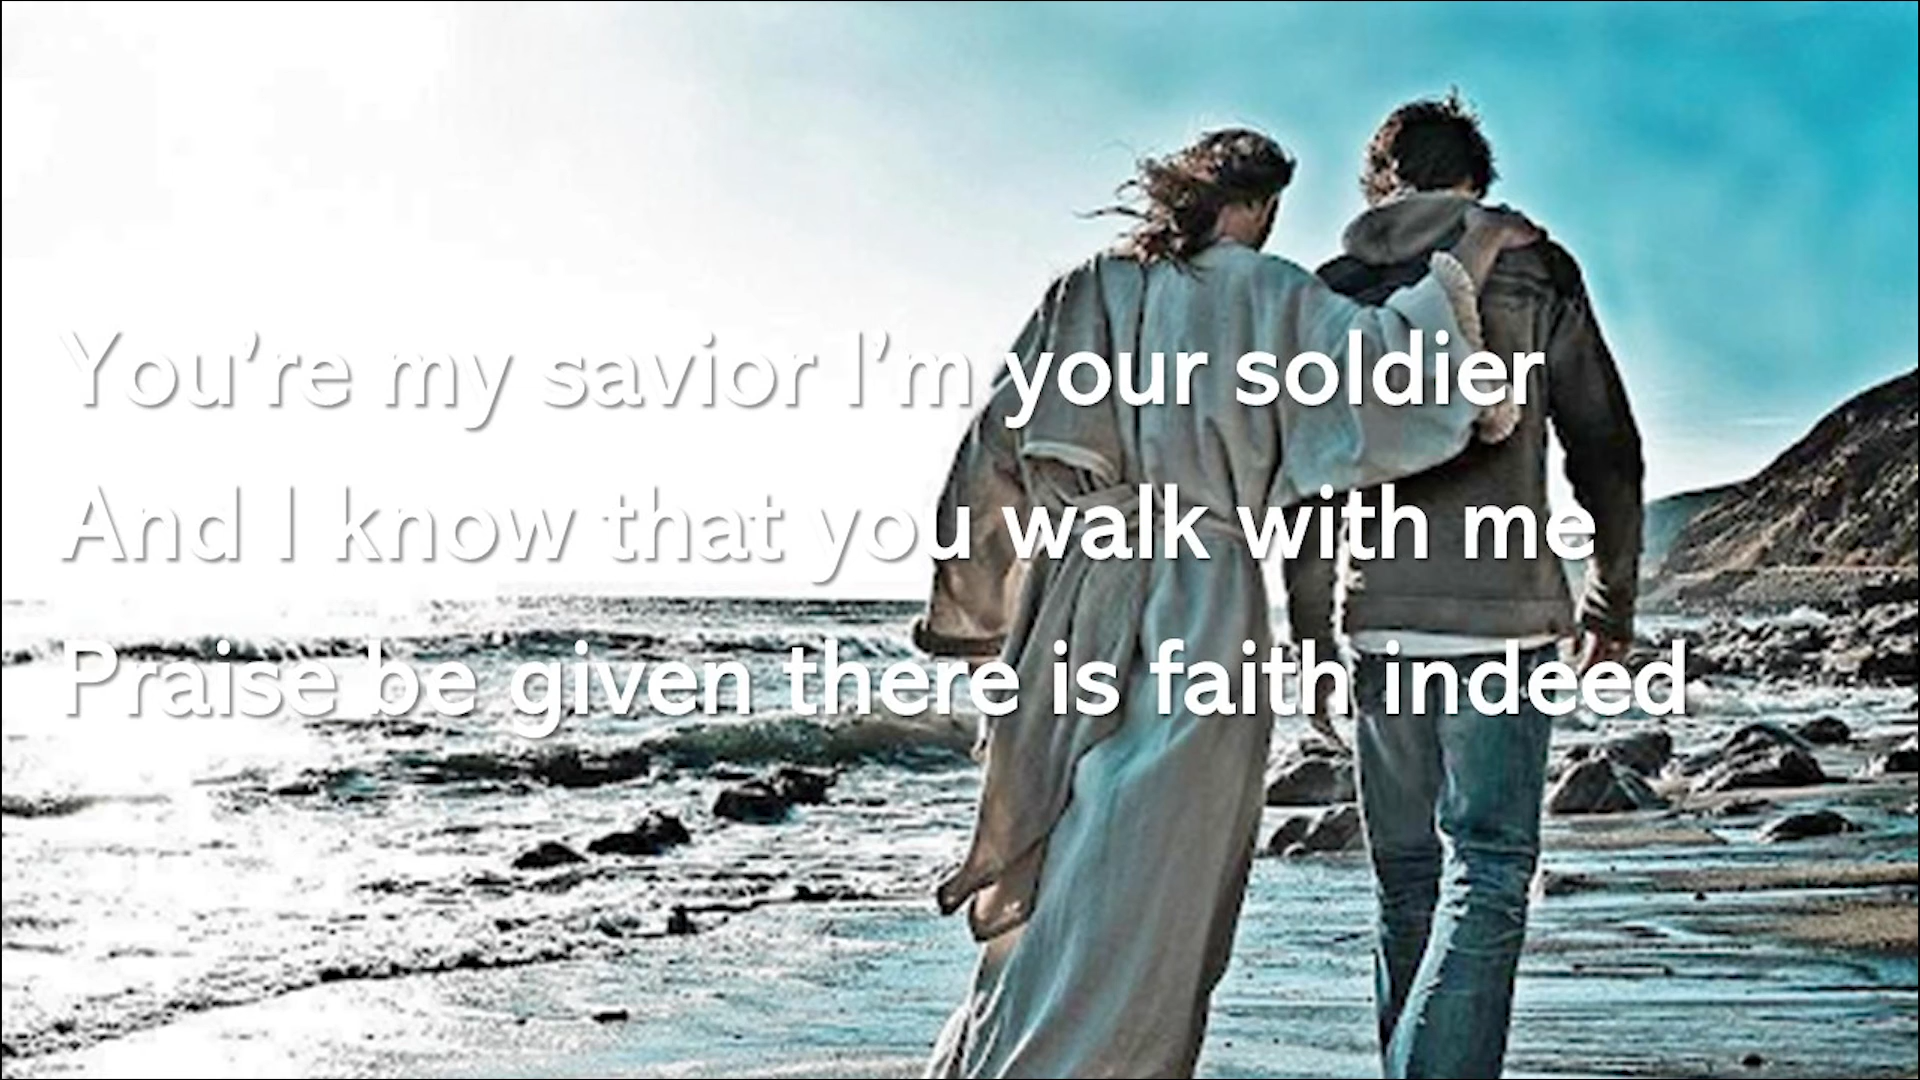 You're my savior I'm your soldier
And I know that you walk with me
Praise be given there is faith indeed